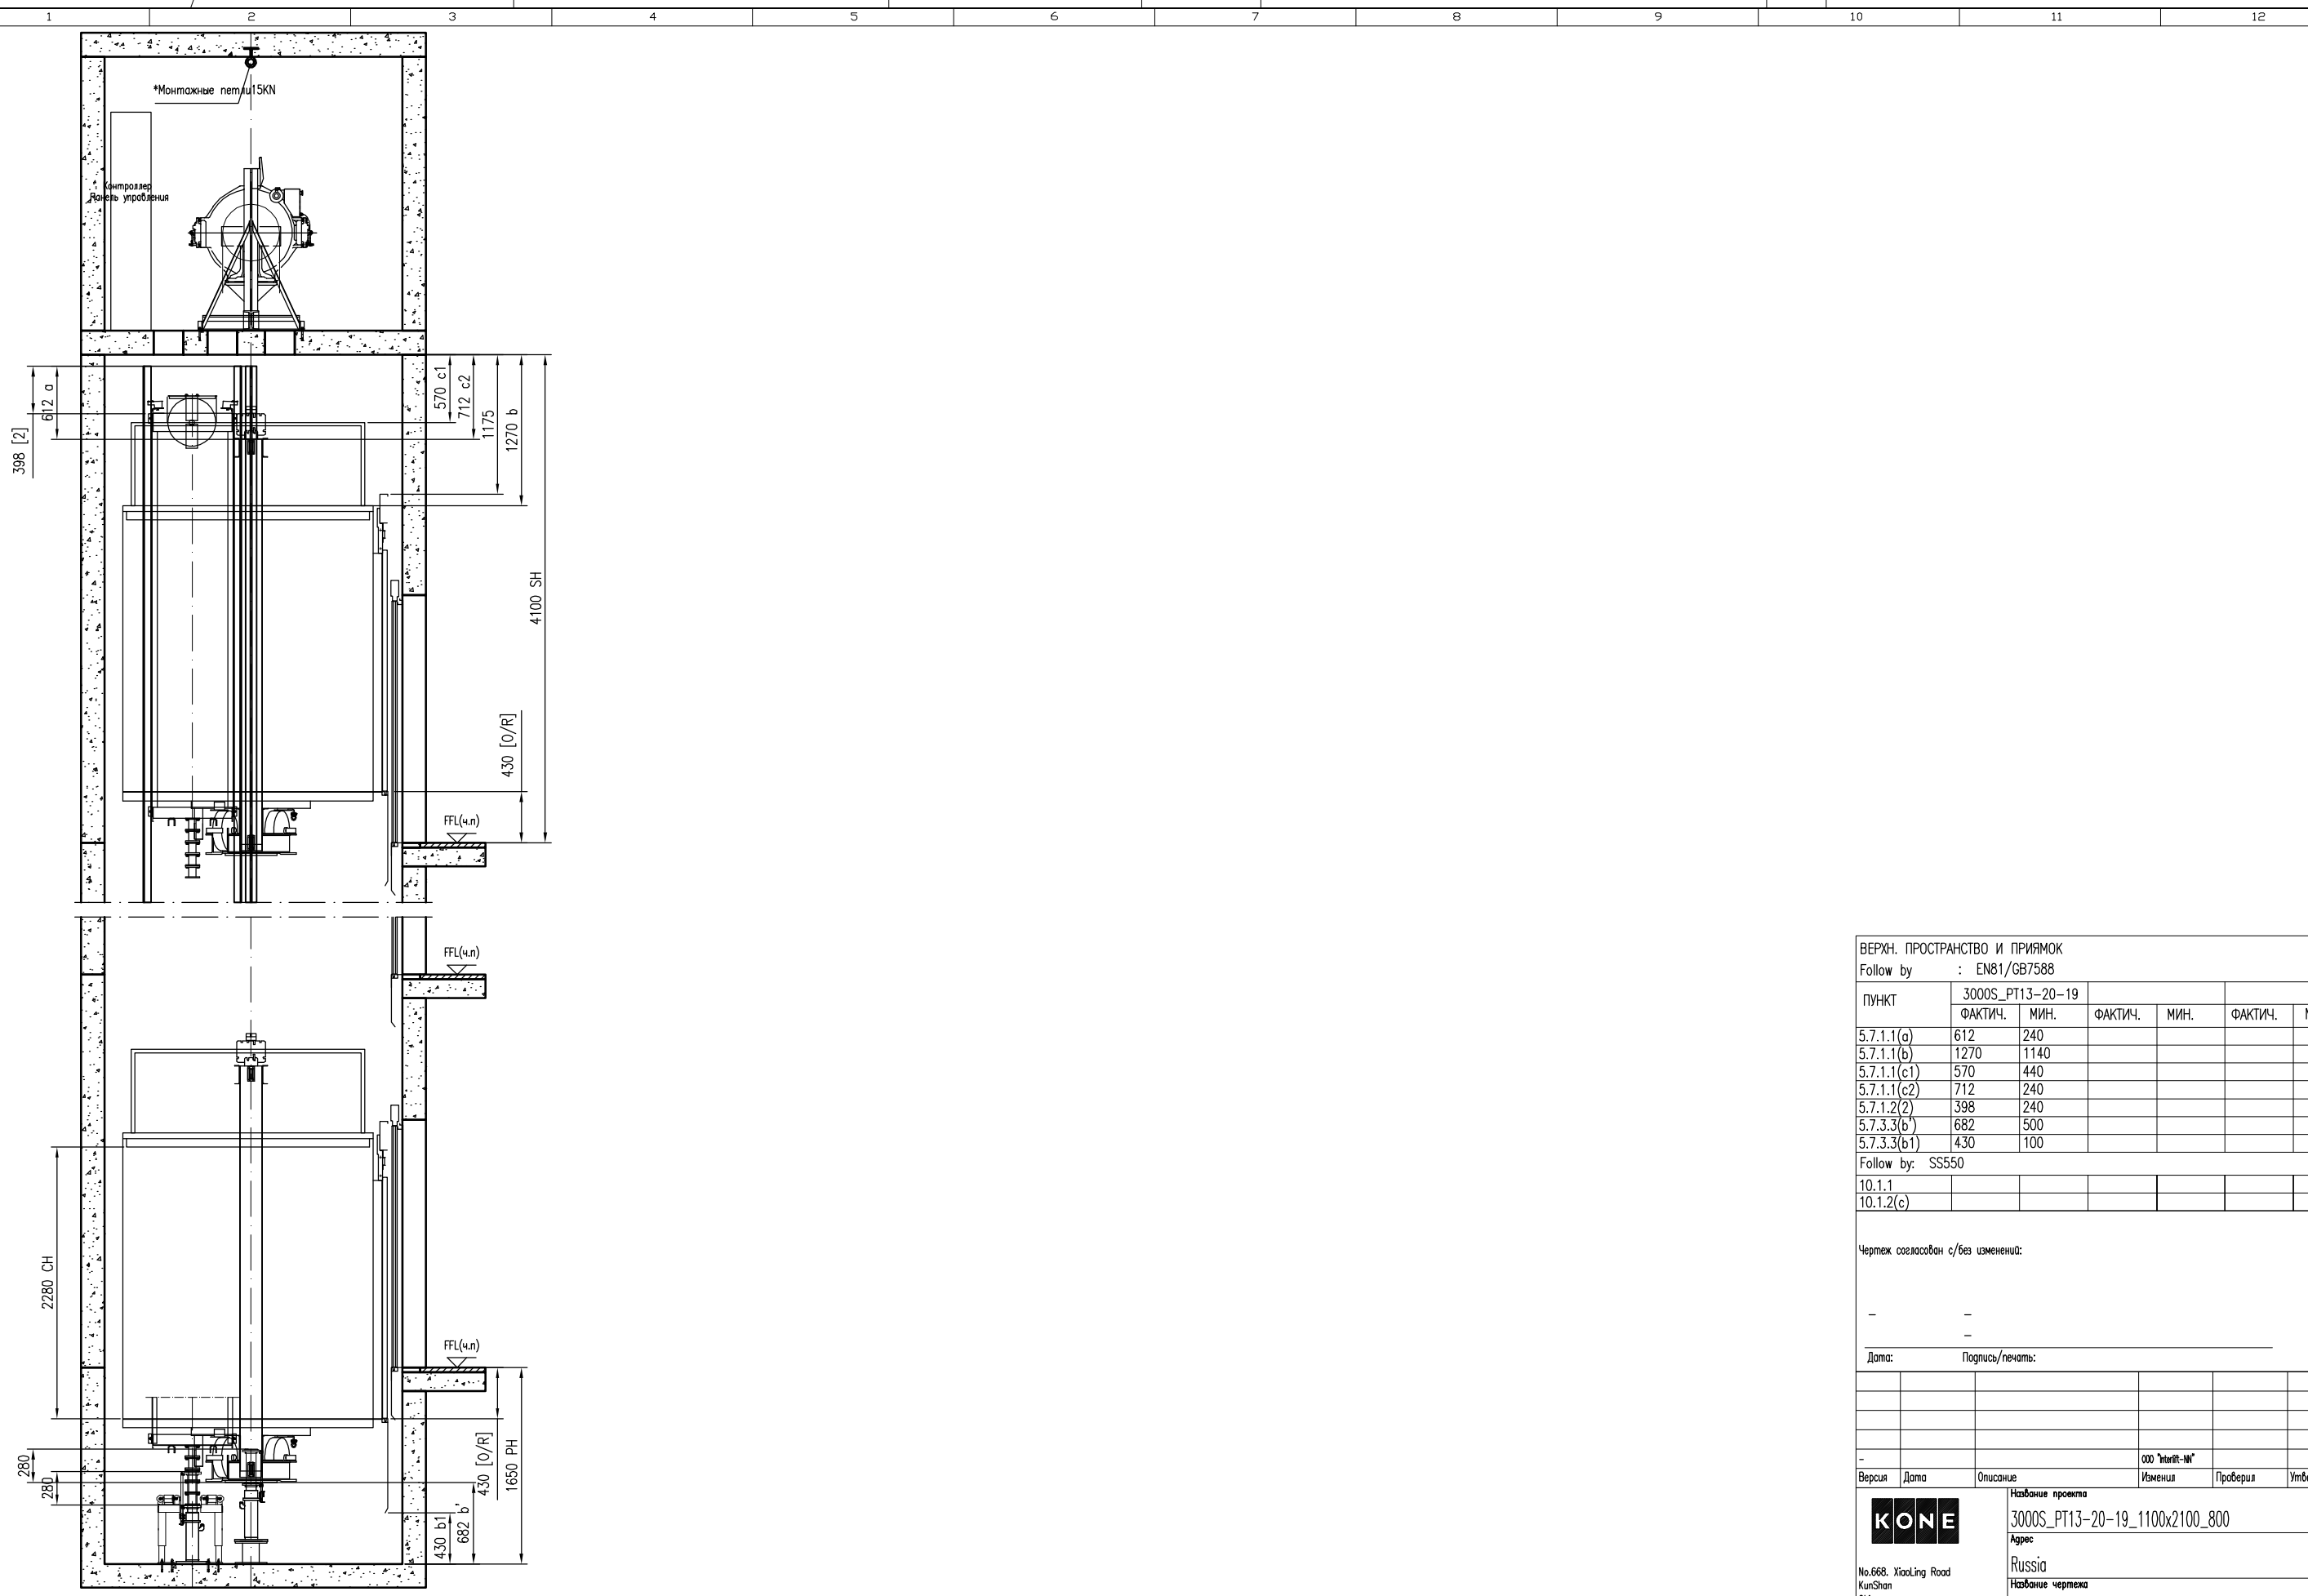 1 2 3 4 5 6 7 8 9 10 11 12
*Монтажные петли15KN
Контроллер
Панель управления
398 [2]
612 a
570 c1
712 c2
1175
1270 b
4100 SH
430 [O/R]
FFL(ч.п)
FFL(ч.п)
2280 CH
FFL(ч.п)
280
280
430 b1
682 b'
430 [O/R]
1650 PH
ВЕРХН. ПРОСТРАНСТВО И ПРИЯМОК
Follow by : EN81/GB7588
ПУНКТ 3000S_PT13-20-19
ФАКТИЧ. МИН. ФАКТИЧ. МИН. ФАКТИЧ.
5.7.1.1(a) 612 240
5.7.1.1(b) 1270 1140
5.7.1.1(c1) 570 440
5.7.1.1(c2) 712 240
5.7.1.2(2) 398 240
5.7.3.3(b') 682 500
5.7.3.3(b1) 430 100
Follow by: SS550
10.1.1
10.1.2(c)
Чертеж согласован с/без изменений:
– –
–
Дата: Подпись/печать:
– ООО "Interlift-NN"
Версия Дата Описание Изменил Проверил
KONE
Название проекта
3000S_PT13-20-19_1100x2100_800
Адрес
Russia
No.668. XiaoLing Road
KunShan
Название чертежа